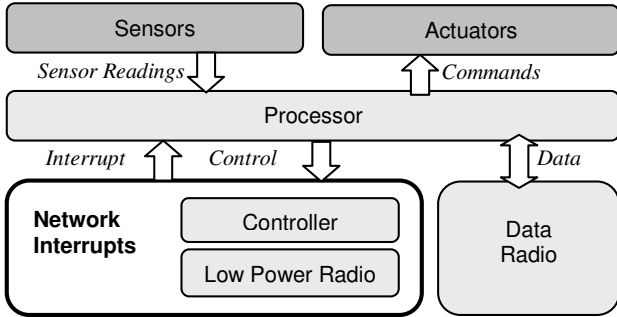 Sensors
Actuators
Sensor Readings
Commands
Processor
Interrupt
Control
Data
Network
Interrupts
Controller
Low Power Radio
Data
Radio